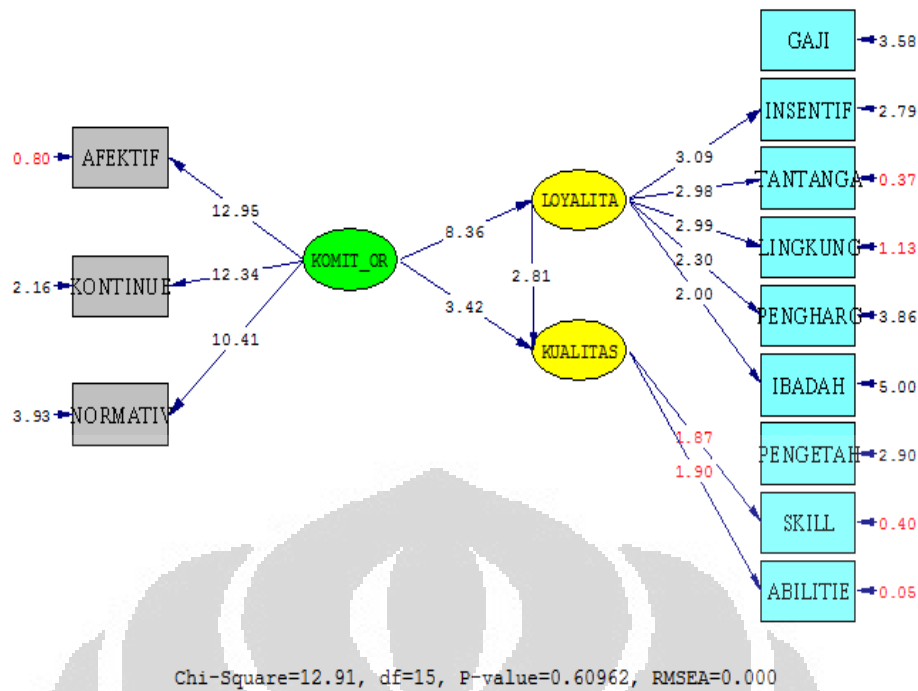 GAJI
3.58
INSENTIF
2.79
0.80
AFEKTIF
3.09
TANTANGA
0.37
12.95
2.98
LOYALITA
8.36
2.99
LINGKUNG
1.13
KOMIT_OR
12.34
2.81
2.30
2.16
KONTINUE
2.00
PENGHARG
3.86
3.42
10.41
KUALITAS
IBADAH
5.00
3.93
NORMATIV
1.87
PENGETAH
2.90
1.90
SKILL
0.40
ABILITIE
0.05
Chi-Square=12.91, df=15, P-value=0.60962, RMSEA=0.000